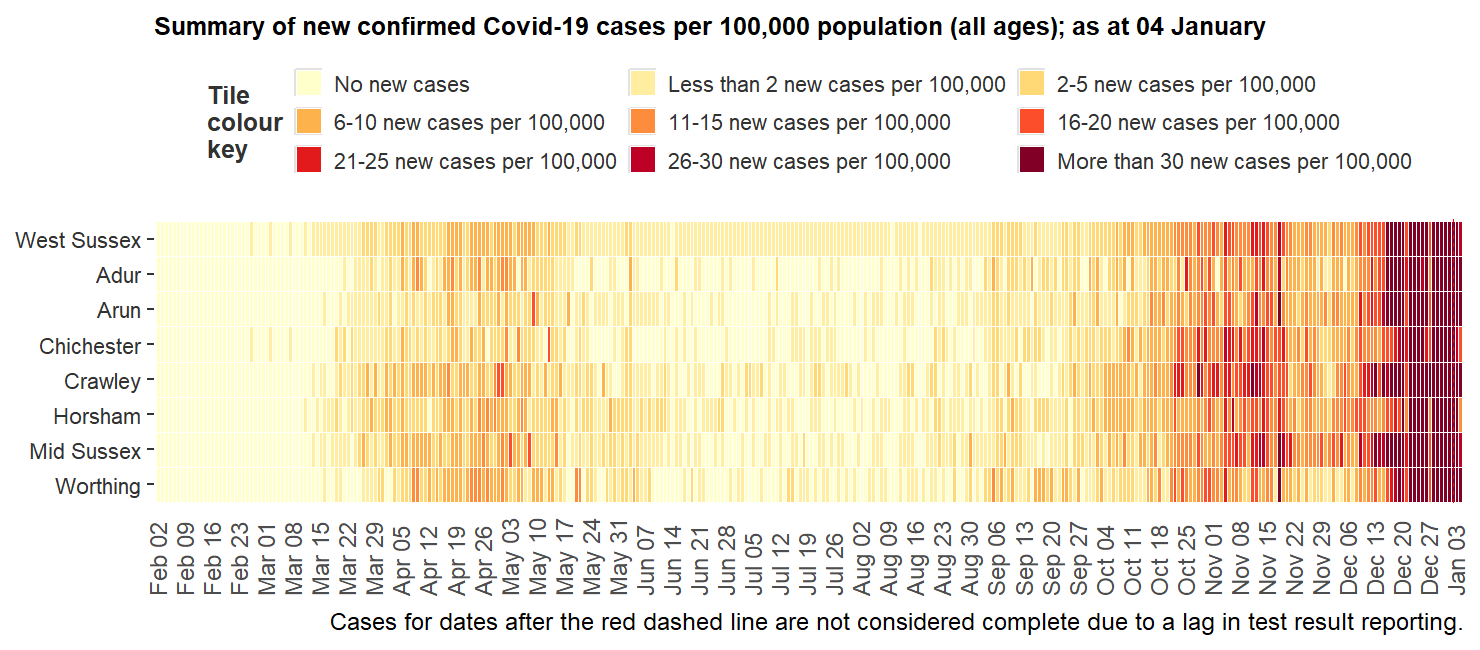 Summary of new confirmed Covid-19 cases per 100,000 population (all ages); as at 04 January
Tile
colour
key
No new cases
Less than 2 new cases per 100,000
2-5 new cases per 100,000
6-10 new cases per 100,000
11-15 new cases per 100,000
16-20 new cases per 100,000
21-25 new cases per 100,000
26-30 new cases per 100,000
More than 30 new cases per 100,000
West Sussex
Adur
Arun
Chichester
Crawley
Horsham
Mid Sussex
Worthing
Feb 02
Feb 09
Feb 16
Feb 23
Mar 01
Mar 08
Mar 15
Mar 22
Mar 29
Apr 05
Apr 12
Apr 19
Apr 26
May 03
May 10
May 17
May 24
May 31
Jun 07
Jun 14
Jun 21
Jun 28
Jul 05
Jul 12
Jul 19
Jul 26
Aug 02
Aug 09
Aug 16
Aug 23
Aug 30
Sep 06
Sep 13
Sep 20
Sep 27
Oct 04
Oct 11
Oct 18
Oct 25
Nov 01
Nov 08
Nov 15
Nov 22
Nov 29
Dec 06
Dec 13
Dec 20
Dec 27
Jan 03
Cases for dates after the red dashed line are not considered complete due to a lag in test result reporting.